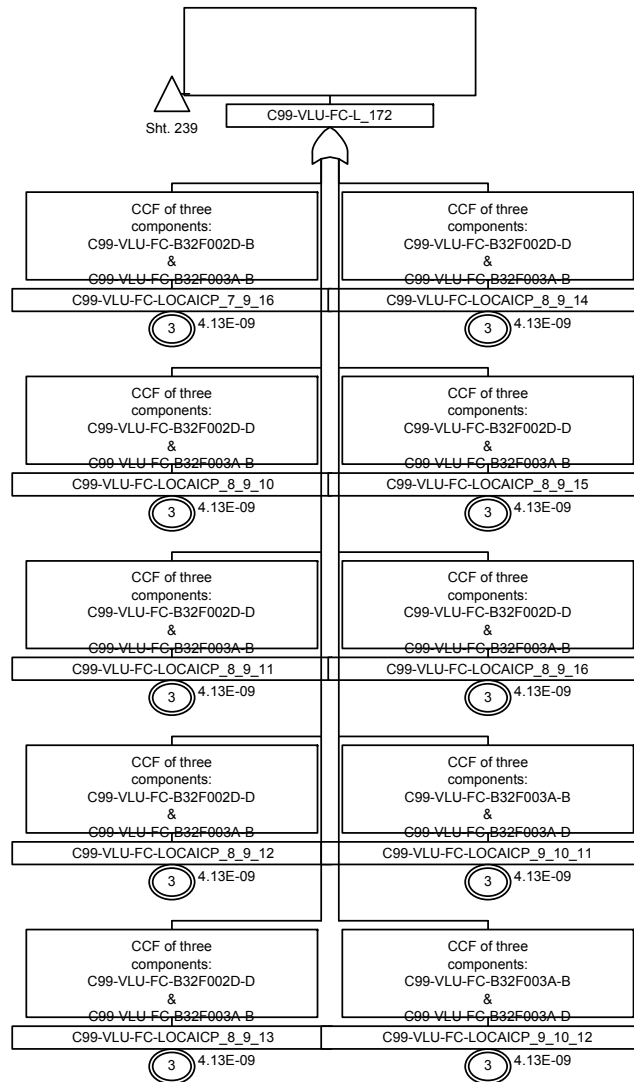 C99-VLU-FC-L_172
Sht. 239
CCF of three
components:
C99-VLU-FC-B32F002D-B
&
C99-VLU-FC-B32F003A-B
C99-VLU-FC-LOCAICP_7_9_16
3
4.13E-09
CCF of three
components:
C99-VLU-FC-B32F002D-D
&
C99-VLU-FC-B32F003A-B
C99-VLU-FC-LOCAICP_8_9_14
3
4.13E-09
CCF of three
components:
C99-VLU-FC-B32F002D-D
&
C99-VLU-FC-B32F003A-B
C99-VLU-FC-LOCAICP_8_9_10
3
4.13E-09
CCF of three
components:
C99-VLU-FC-B32F002D-D
&
C99-VLU-FC-B32F003A-B
C99-VLU-FC-LOCAICP_8_9_15
3
4.13E-09
CCF of three
components:
C99-VLU-FC-B32F002D-D
&
C99-VLU-FC-B32F003A-B
C99-VLU-FC-LOCAICP_8_9_11
3
4.13E-09
CCF of three
components:
C99-VLU-FC-B32F002D-D
&
C99-VLU-FC-B32F003A-B
C99-VLU-FC-LOCAICP_8_9_16
3
4.13E-09
CCF of three
components:
C99-VLU-FC-B32F002D-D
&
C99-VLU-FC-B32F003A-B
C99-VLU-FC-LOCAICP_8_9_12
3
4.13E-09
CCF of three
components:
C99-VLU-FC-B32F003A-B
&
C99-VLU-FC-B32F003A-D
C99-VLU-FC-LOCAICP_9_10_11
3
4.13E-09
CCF of three
components:
C99-VLU-FC-B32F002D-D
&
C99-VLU-FC-B32F003A-B
C99-VLU-FC-LOCAICP_8_9_13
3
4.13E-09
CCF of three
components:
C99-VLU-FC-B32F003A-B
&
C99-VLU-FC-B32F003A-D
C99-VLU-FC-LOCAICP_9_10_12
3
4.13E-09